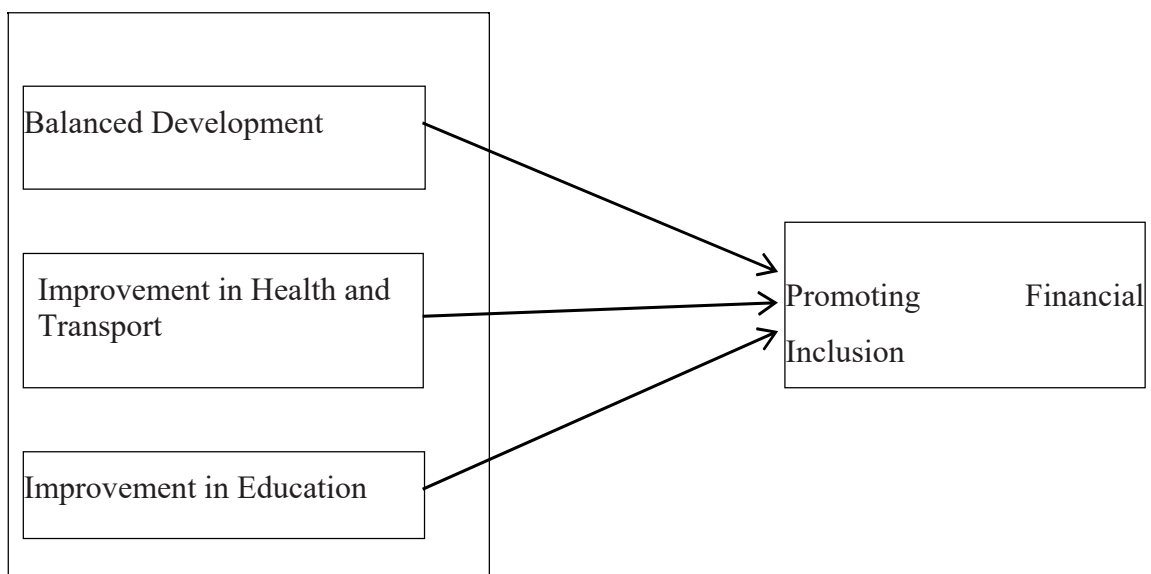 Balanced Development
Improvement in Health and
Transport
Improvement in Education
Promoting Financial
Inclusion